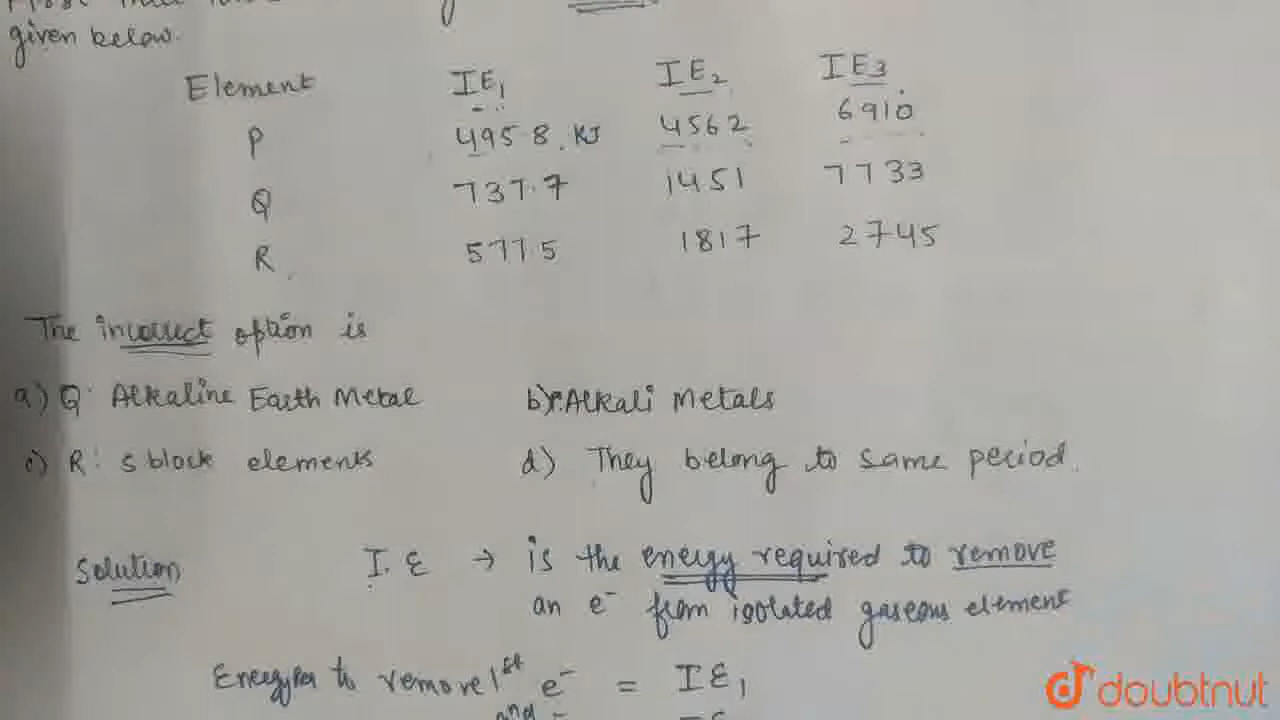 given below.
Element IE1 IE2 IE3
P 495.8 KJ 4562 6910
Q 737.7 1451 7733
R 577.5 1817 2745
The incorrect option is
a) Q: Alkaline Earth Metal b) P: Alkali Metals
c) R: s block elements d) They belong to same period.
Solution I.E → is the energy required to remove
an e⁻ from isolated gaseous element
to remove 1st e⁻ = IE1
nd
doubtnut